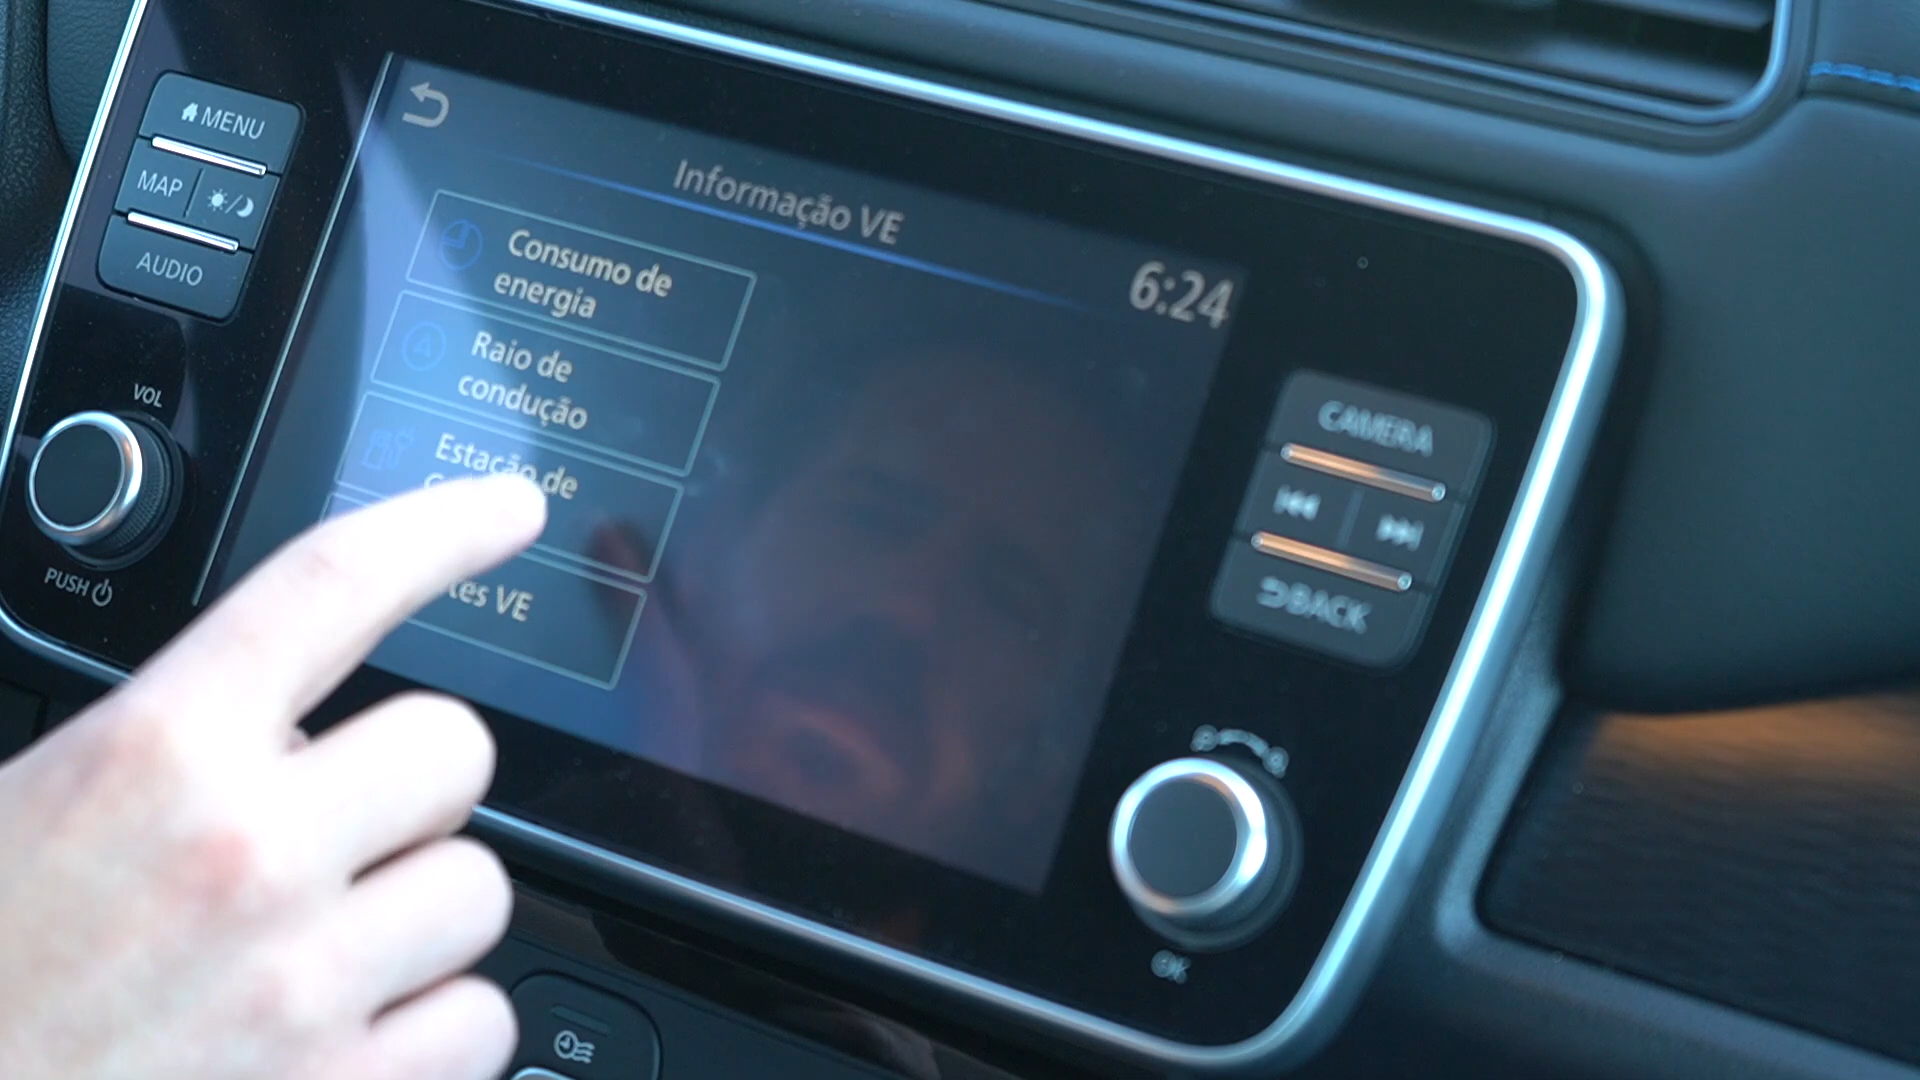 MENU
MAP
AUDIO
VOL
PUSH
Informação VE
6:24
Consumo de
energia
Raio de
condução
Estação de
VE
CAMERA
BACK
OK